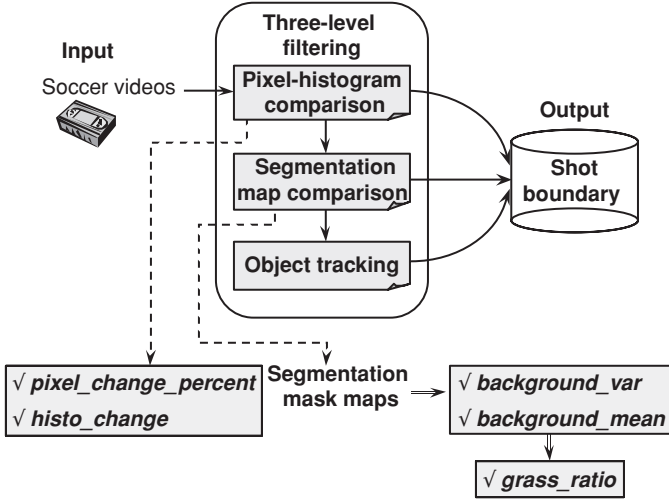 Three-level
filtering
Input
Soccer videos
Pixel-histogram
comparison
Output
Segmentation
map comparison
Shot
boundary
Object tracking
√ pixel_change_percent
√ histo_change
Segmentation
mask maps
√ background_var
√ background_mean
√ grass_ratio